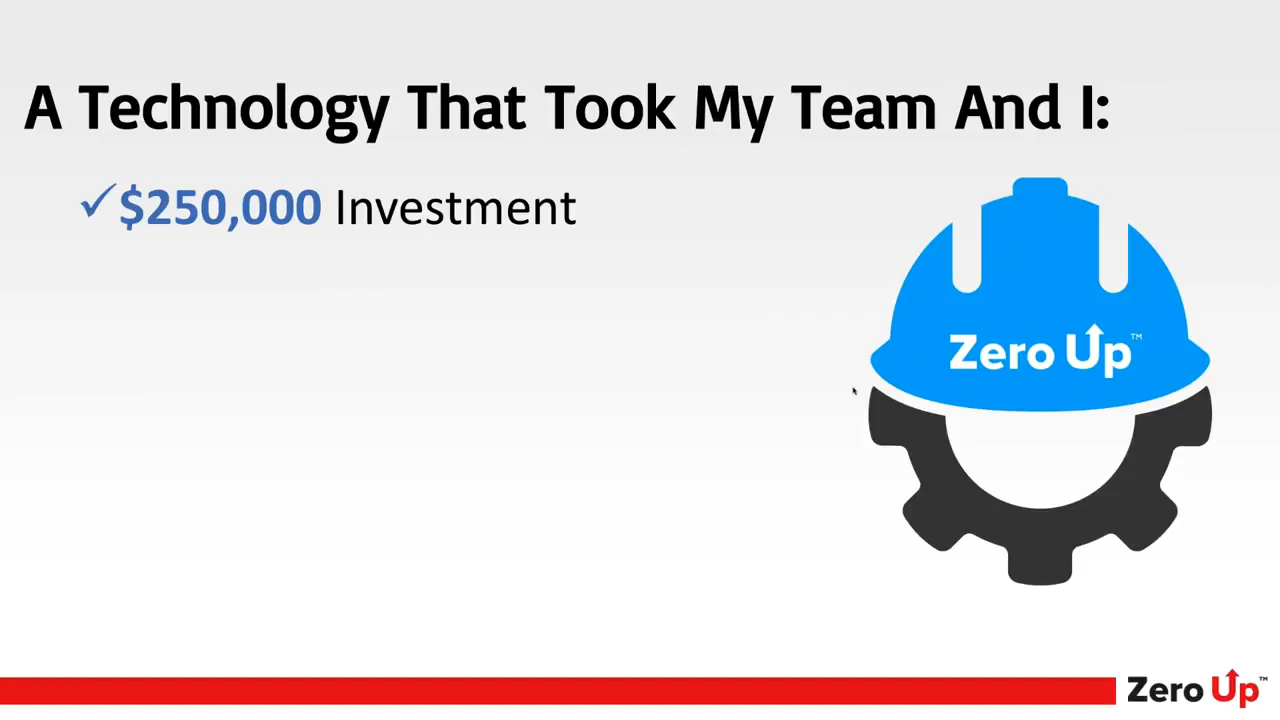 A Technology That Took My Team And I:
✓$250,000 Investment
Zero Up™
Zero Up™